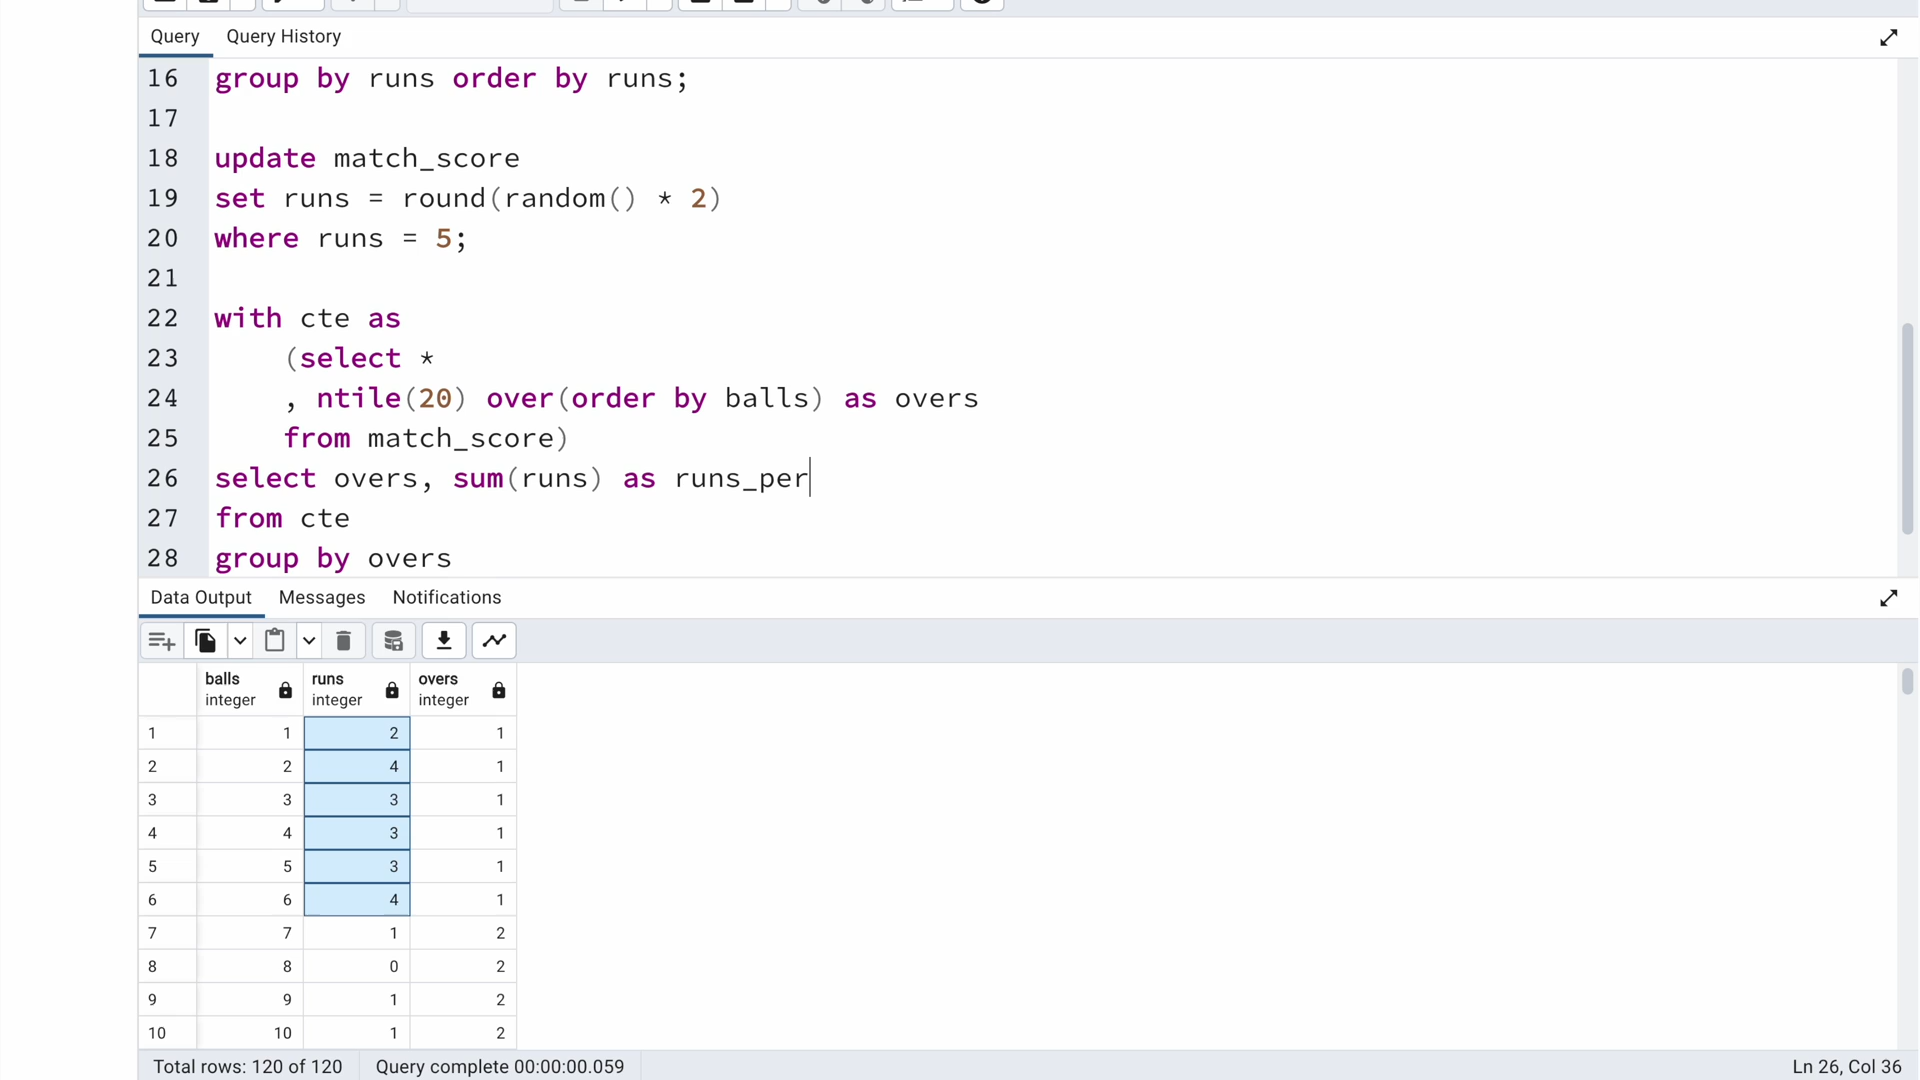 Query Query History
16 group by runs order by runs;
17
18 update match_score
19 set runs = round(random() * 2)
20 where runs = 5;
21
22 with cte as
23 (select *
24 , ntile(20) over(order by balls) as overs
25 from match_score)
26 select overs, sum(runs) as runs_per
27 from cte
28 group by overs
Data Output Messages Notifications
balls runs overs
integer integer integer
1 1 2 1
2 2 4 1
3 3 3 1
4 4 3 1
5 5 3 1
6 6 4 1
7 7 1 2
8 8 0 2
9 9 1 2
10 10 1 2
Total rows: 120 of 120 Query complete 00:00:00.059 Ln 26, Col 36